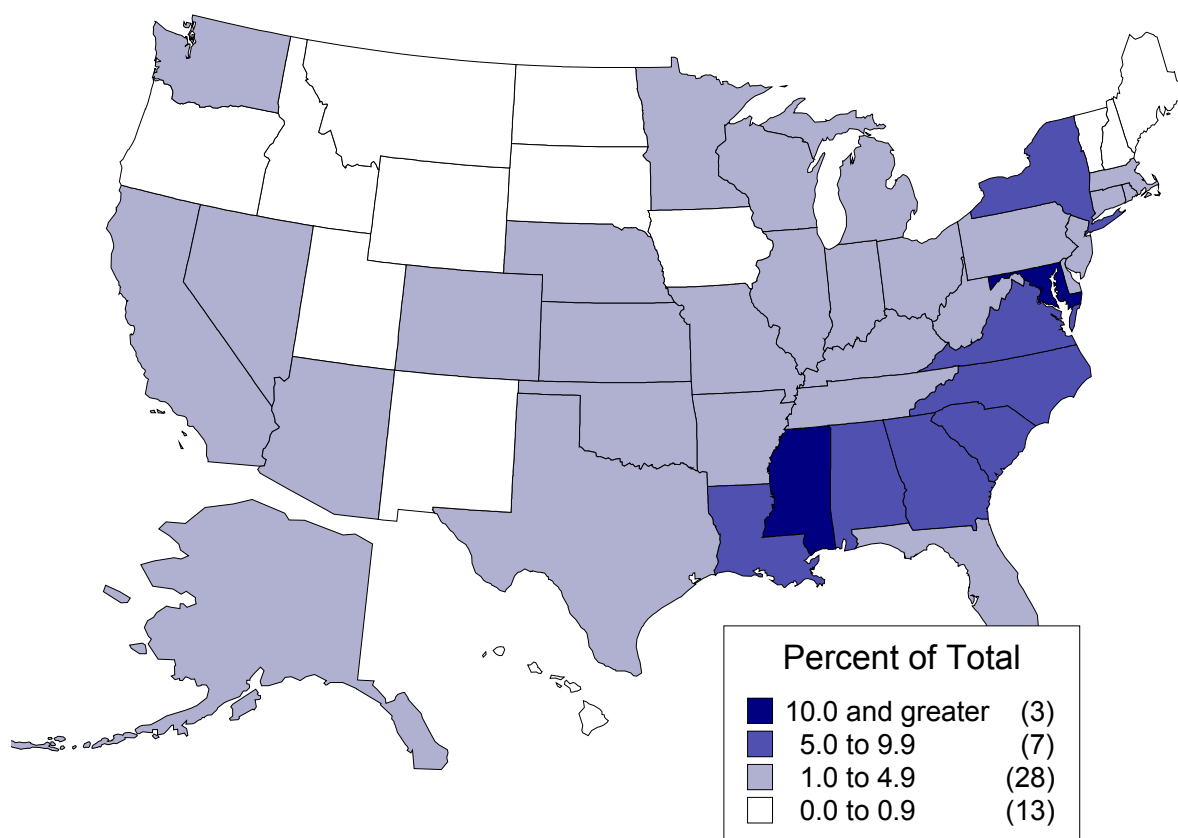 Percent of Total
10.0 and greater (3)
5.0 to 9.9 (7)
1.0 to 4.9 (28)
0.0 to 0.9 (13)